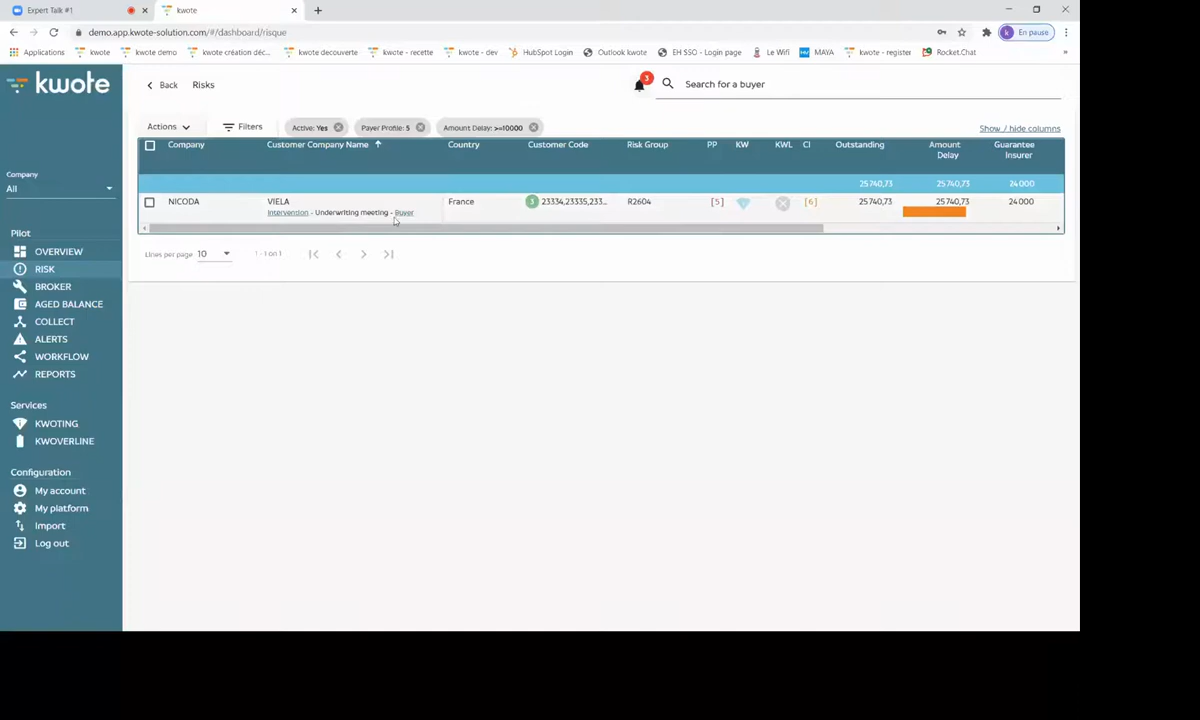 Expert Talk #1
kwote
demo.app.kwote-solution.com/#/dashboard/risque
En pause
Applications
kwote
kwote demo
kwote création déc...
kwote decouverte
kwote - recette
kwote - dev
HubSpot Login
Outlook kwote
EH SSO - Login page
Le Wifi
MAYA
kwote - register
Rocket.Chat
»
kwote
Company
All
Pilot
OVERVIEW
RISK
BROKER
AGED BALANCE
COLLECT
ALERTS
WORKFLOW
REPORTS
Services
KWOTING
KWOVERLINE
Configuration
My account
My platform
Import
Log out
Back
Risks
3
Search for a buyer
Actions
Filters
Active: Yes
Payer Profile: 5
Amount Delay: >=10000
Show / hide columns
Company
Customer Company Name
Country
Customer Code
Risk Group
PP
KW
KWL
CI
Outstanding
Amount Delay
Guarantee Insurer
25 740,73
25 740,73
24 000
NICODA
VIELA
Intervention - Underwriting meeting - Buyer
France
3
23334,23335,233...
R2604
[5]
[6]
25 740,73
25 740,73
24 000
Lines per page
10
1 - 1 on 1